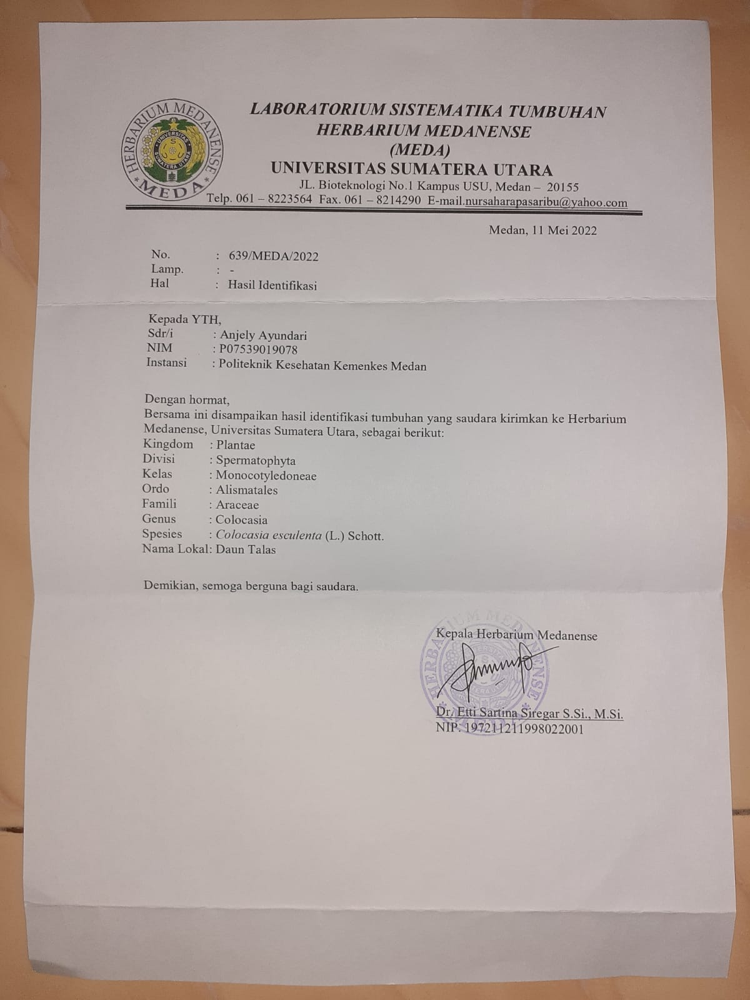 HERBARIUM MEDANENSE
* MEDA *
UNIVERSITAS
SUMATERA UTARA
LABORATORIUM SISTEMATIKA TUMBUHAN
HERBARIUM MEDANENSE
(MEDA)
UNIVERSITAS SUMATERA UTARA
JL. Bioteknologi No.1 Kampus USU, Medan – 20155
Telp. 061 – 8223564 Fax. 061 – 8214290 E-mail.nursaharapasaribu@yahoo.com
Medan, 11 Mei 2022
No. : 639/MEDA/2022
Lamp. : -
Hal : Hasil Identifikasi
Kepada YTH,
Sdr/i : Anjely Ayundari
NIM : P07539019078
Instansi : Politeknik Kesehatan Kemenkes Medan
Dengan hormat,
Bersama ini disampaikan hasil identifikasi tumbuhan yang saudara kirimkan ke Herbarium
Medanense, Universitas Sumatera Utara, sebagai berikut:
Kingdom : Plantae
Divisi : Spermatophyta
Kelas : Monocotyledoneae
Ordo : Alismatales
Famili : Araceae
Genus : Colocasia
Spesies : Colocasia esculenta (L.) Schott.
Nama Lokal: Daun Talas
Demikian, semoga berguna bagi saudara.
Kepala Herbarium Medanense
HERBARIUM MEDANENSE
* MEDA *
Dr. Etti Sartina Siregar S.Si., M.Si.
NIP. 197211211998022001